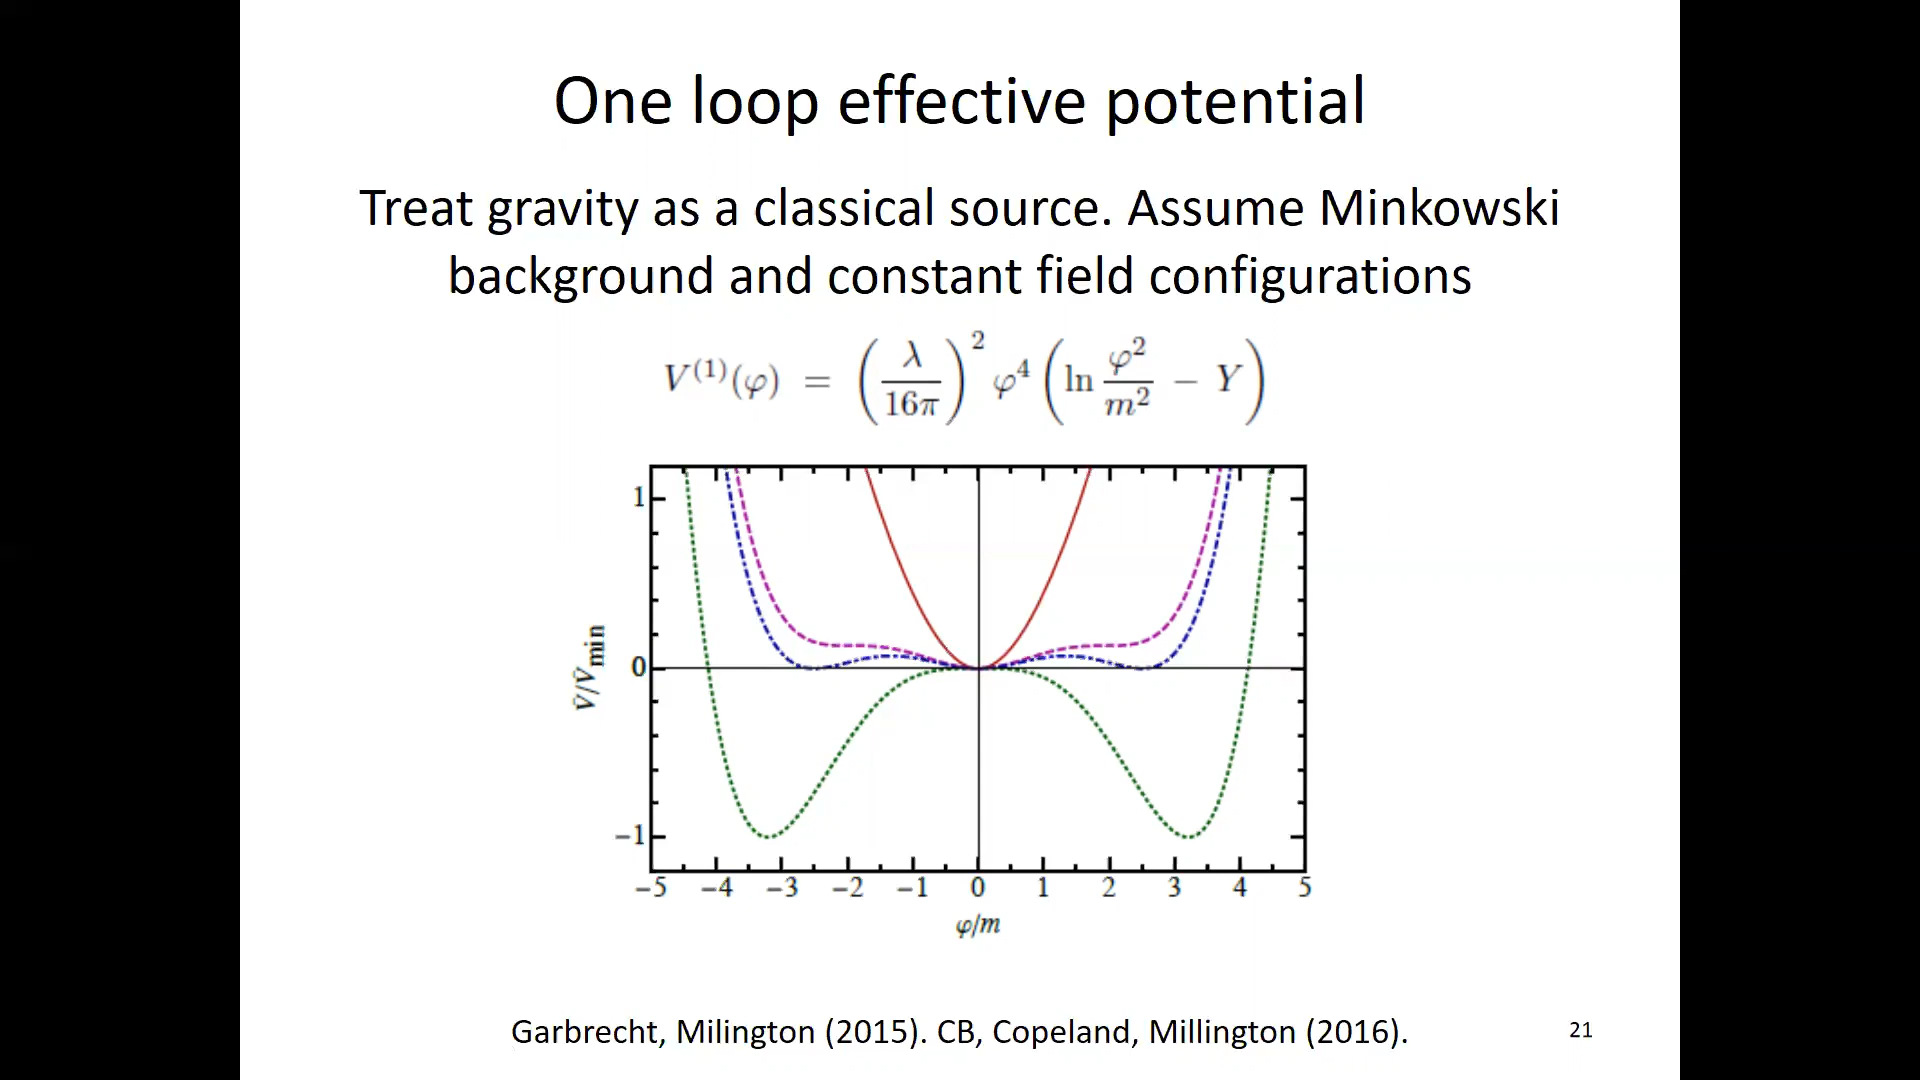 One loop effective potential
Treat gravity as a classical source. Assume Minkowski
background and constant field configurations
V^{(1)}(φ) = (λ/16π)^2 φ^4 (ln φ^2/m^2 − Y)
1
0
−1
V̄/V̄min
−5 −4 −3 −2 −1 0 1 2 3 4 5
φ/m
Garbrecht, Milington (2015). CB, Copeland, Millington (2016).
21